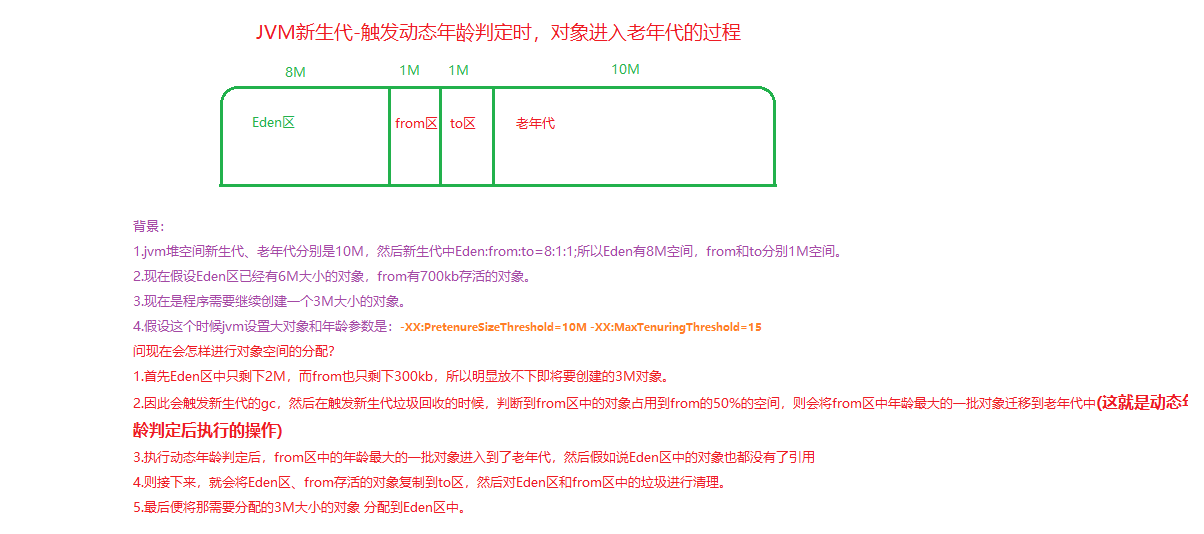 JVM新生代-触发动态年龄判定时，对象进入老年代的过程
8M 1M 1M 10M
Eden区 from区 to区 老年代
背景：
1.jvm堆空间新生代、老年代分别是10M，然后新生代中Eden:from:to=8:1:1;所以Eden有8M空间，from和to分别1M空间。
2.现在假设Eden区已经有6M大小的对象，from有700kb存活的对象。
3.现在是程序需要继续创建一个3M大小的对象。
4.假设这个时候jvm设置大对象和年龄参数是：-XX:PretenureSizeThreshold=10M -XX:MaxTenuringThreshold=15
问现在会怎样进行对象空间的分配？
1.首先Eden区中只剩下2M，而from也只剩下300kb，所以明显放不下即将要创建的3M对象。
2.因此会触发新生代的gc，然后在触发新生代垃圾回收的时候，判断到from区中的对象占用到from的50%的空间，则会将from区中年龄最大的一批对象迁移到老年代中(这就是动态年
龄判定后执行的操作)
3.执行动态年龄判定后，from区中的年龄最大的一批对象进入到了老年代，然后假如说Eden区中的对象也都没有了引用
4.则接下来，就会将Eden区、from存活的对象复制到to区，然后对Eden区和from区中的垃圾进行清理。
5.最后便将那需要分配的3M大小的对象 分配到Eden区中。